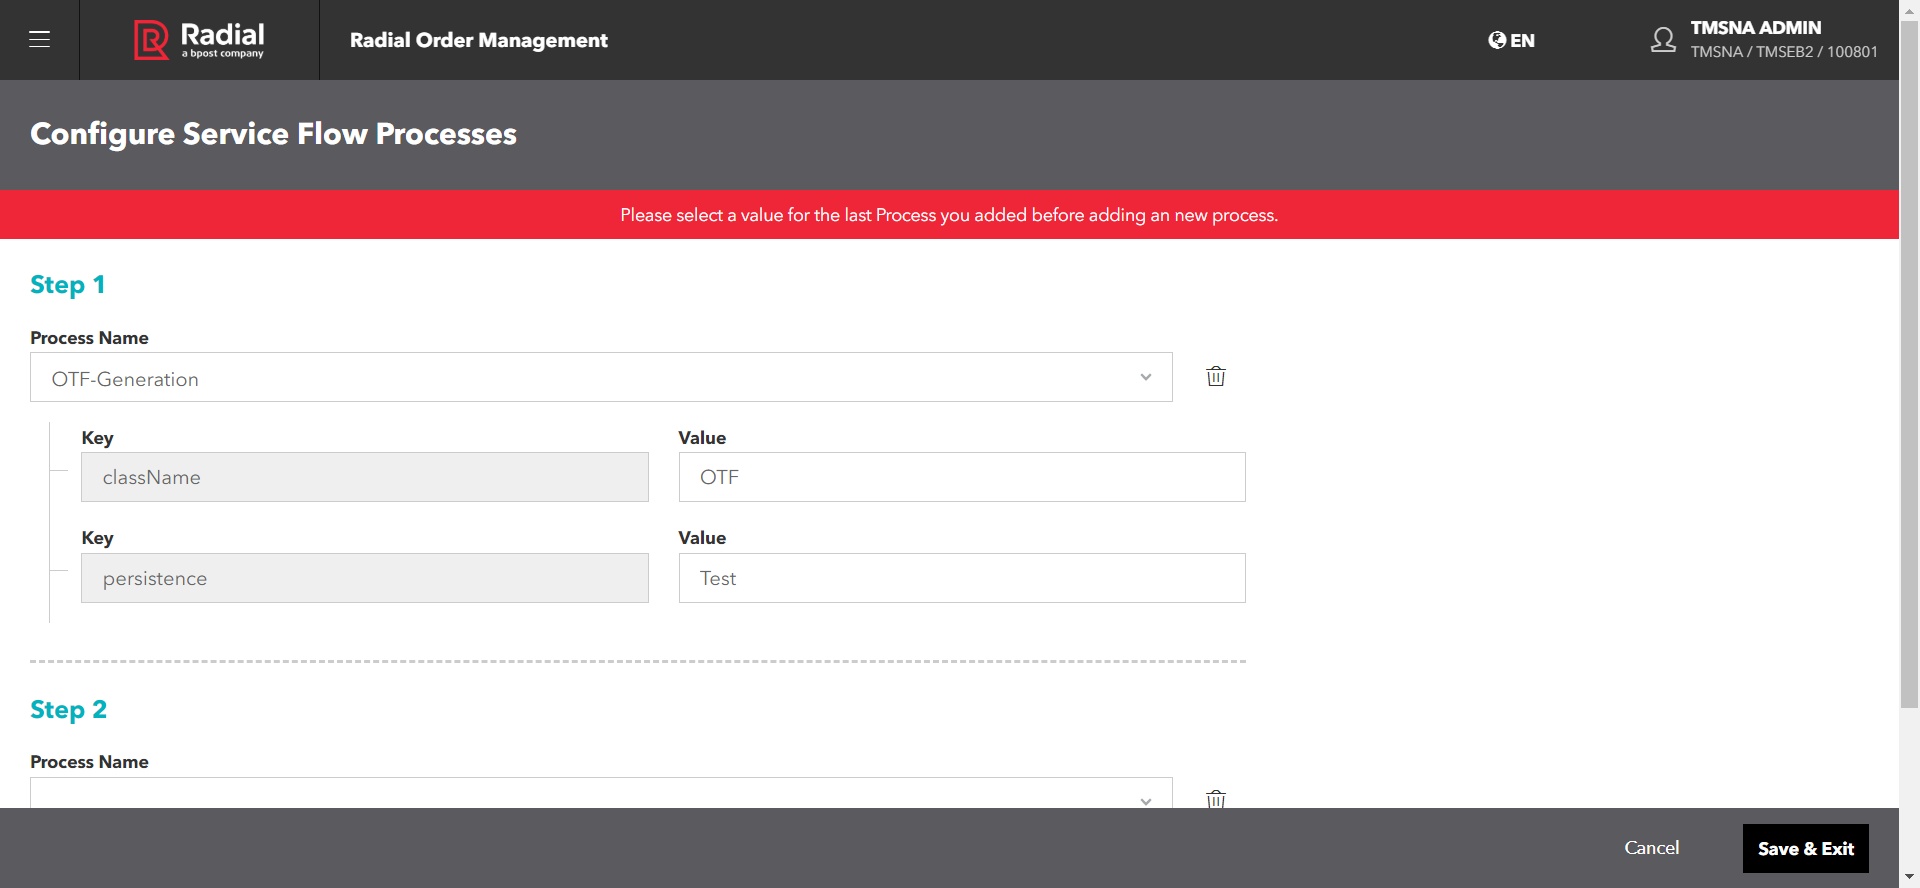 Radial
a bpost company
Radial Order Management
EN
TMSNA ADMIN
TMSNA / TMSEB2 / 100801
Configure Service Flow Processes
Please select a value for the last Process you added before adding an new process.
Step 1
Process Name
OTF-Generation
Key
Value
className
OTF
Key
Value
persistence
Test
Step 2
Process Name
Cancel
Save & Exit